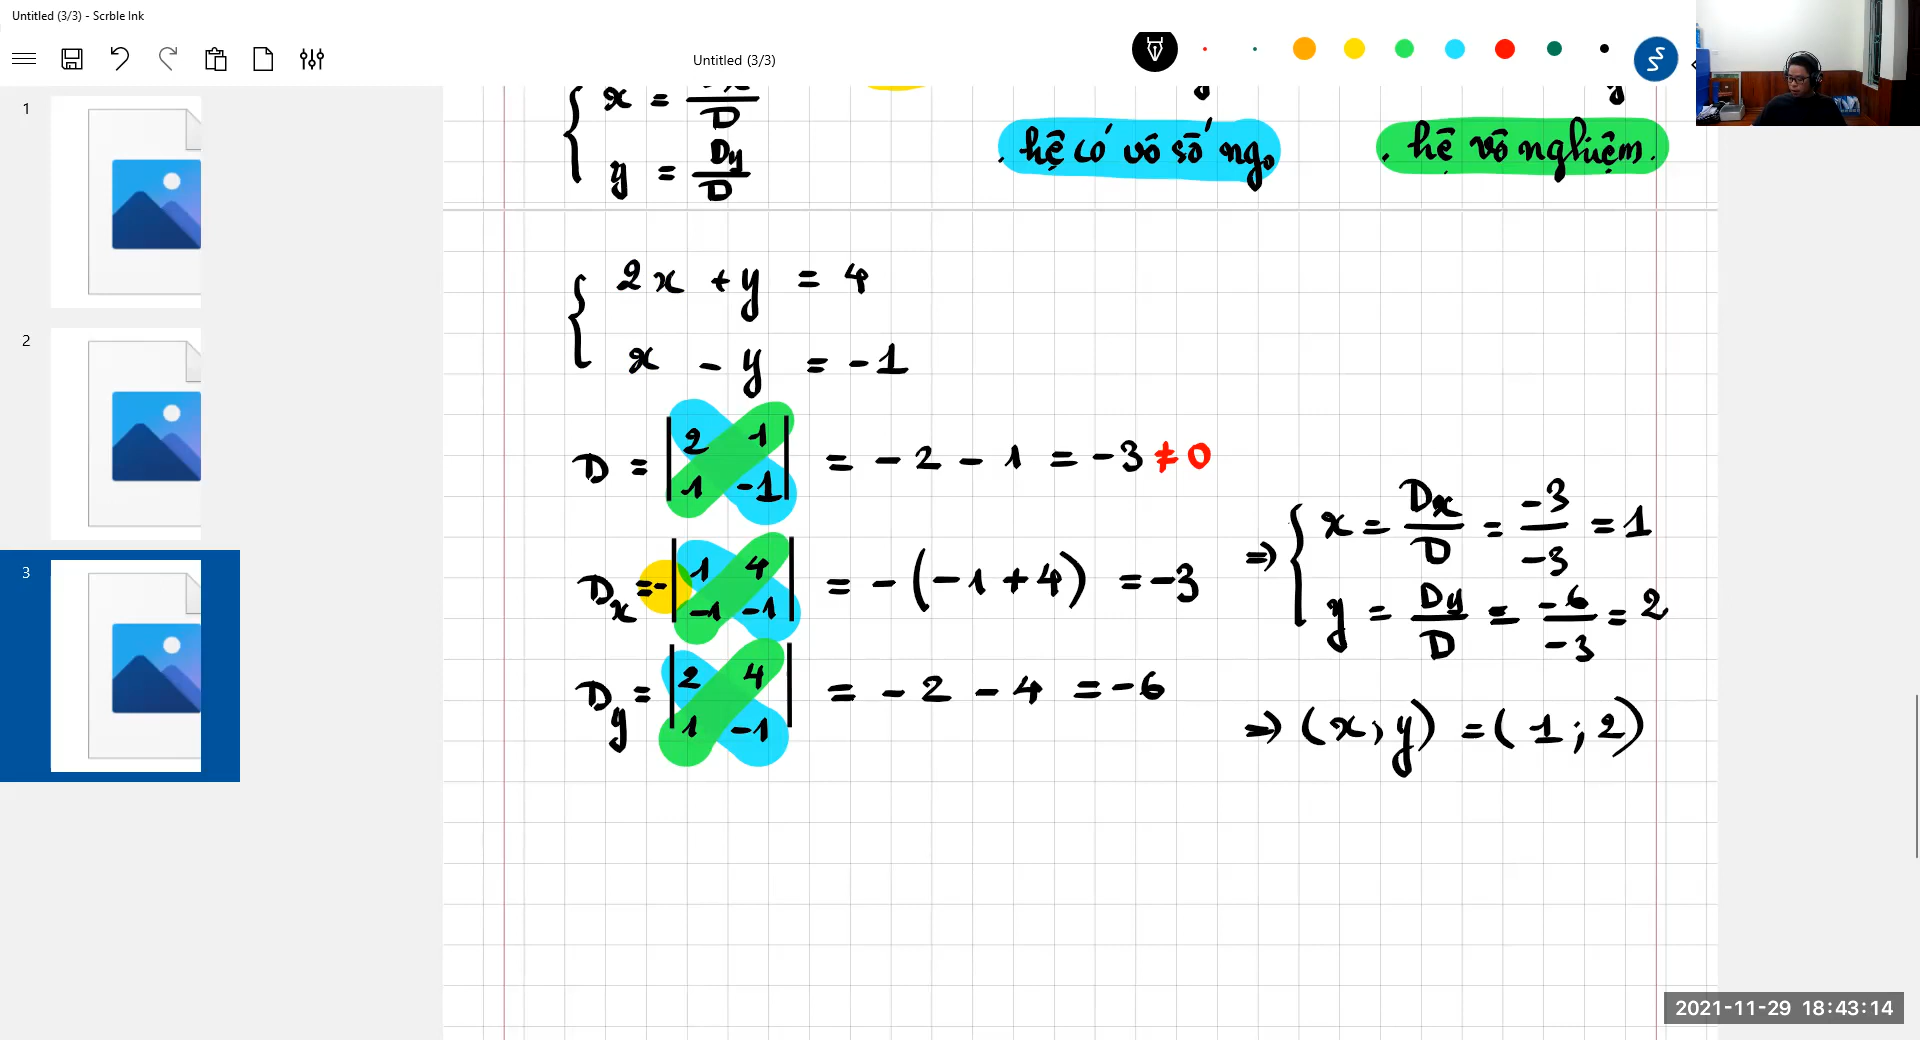 Untitled (3/3) - Scrble Ink
Untitled (3/3)
1
2
3
x = Dx/D
y = Dy/D
. hệ có vô số ngo
. hệ vô nghiệm.
{ 2x + y = 4
x - y = -1
D = | 2 1 ; 1 -1 | = -2 - 1 = -3 ≠ 0
Dx = - | 1 4 ; -1 -1 | = -(-1 + 4) = -3
Dy = | 2 4 ; 1 -1 | = -2 - 4 = -6
=> { x = Dx/D = -3/-3 = 1
y = Dy/D = -6/-3 = 2
=> (x, y) = (1; 2)
2021-11-29 18:43:14